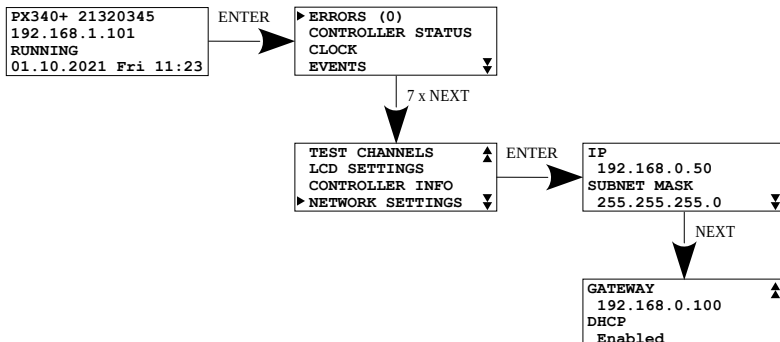 PX340+ 21320345
192.168.1.101
RUNNING
01.10.2021 Fri 11:23
ENTER
ERRORS (0)
CONTROLLER STATUS
CLOCK
EVENTS
7 x NEXT
TEST CHANNELS
LCD SETTINGS
CONTROLLER INFO
NETWORK SETTINGS
ENTER
IP
192.168.0.50
SUBNET MASK
255.255.255.0
NEXT
GATEWAY
192.168.0.100
DHCP
Enabled